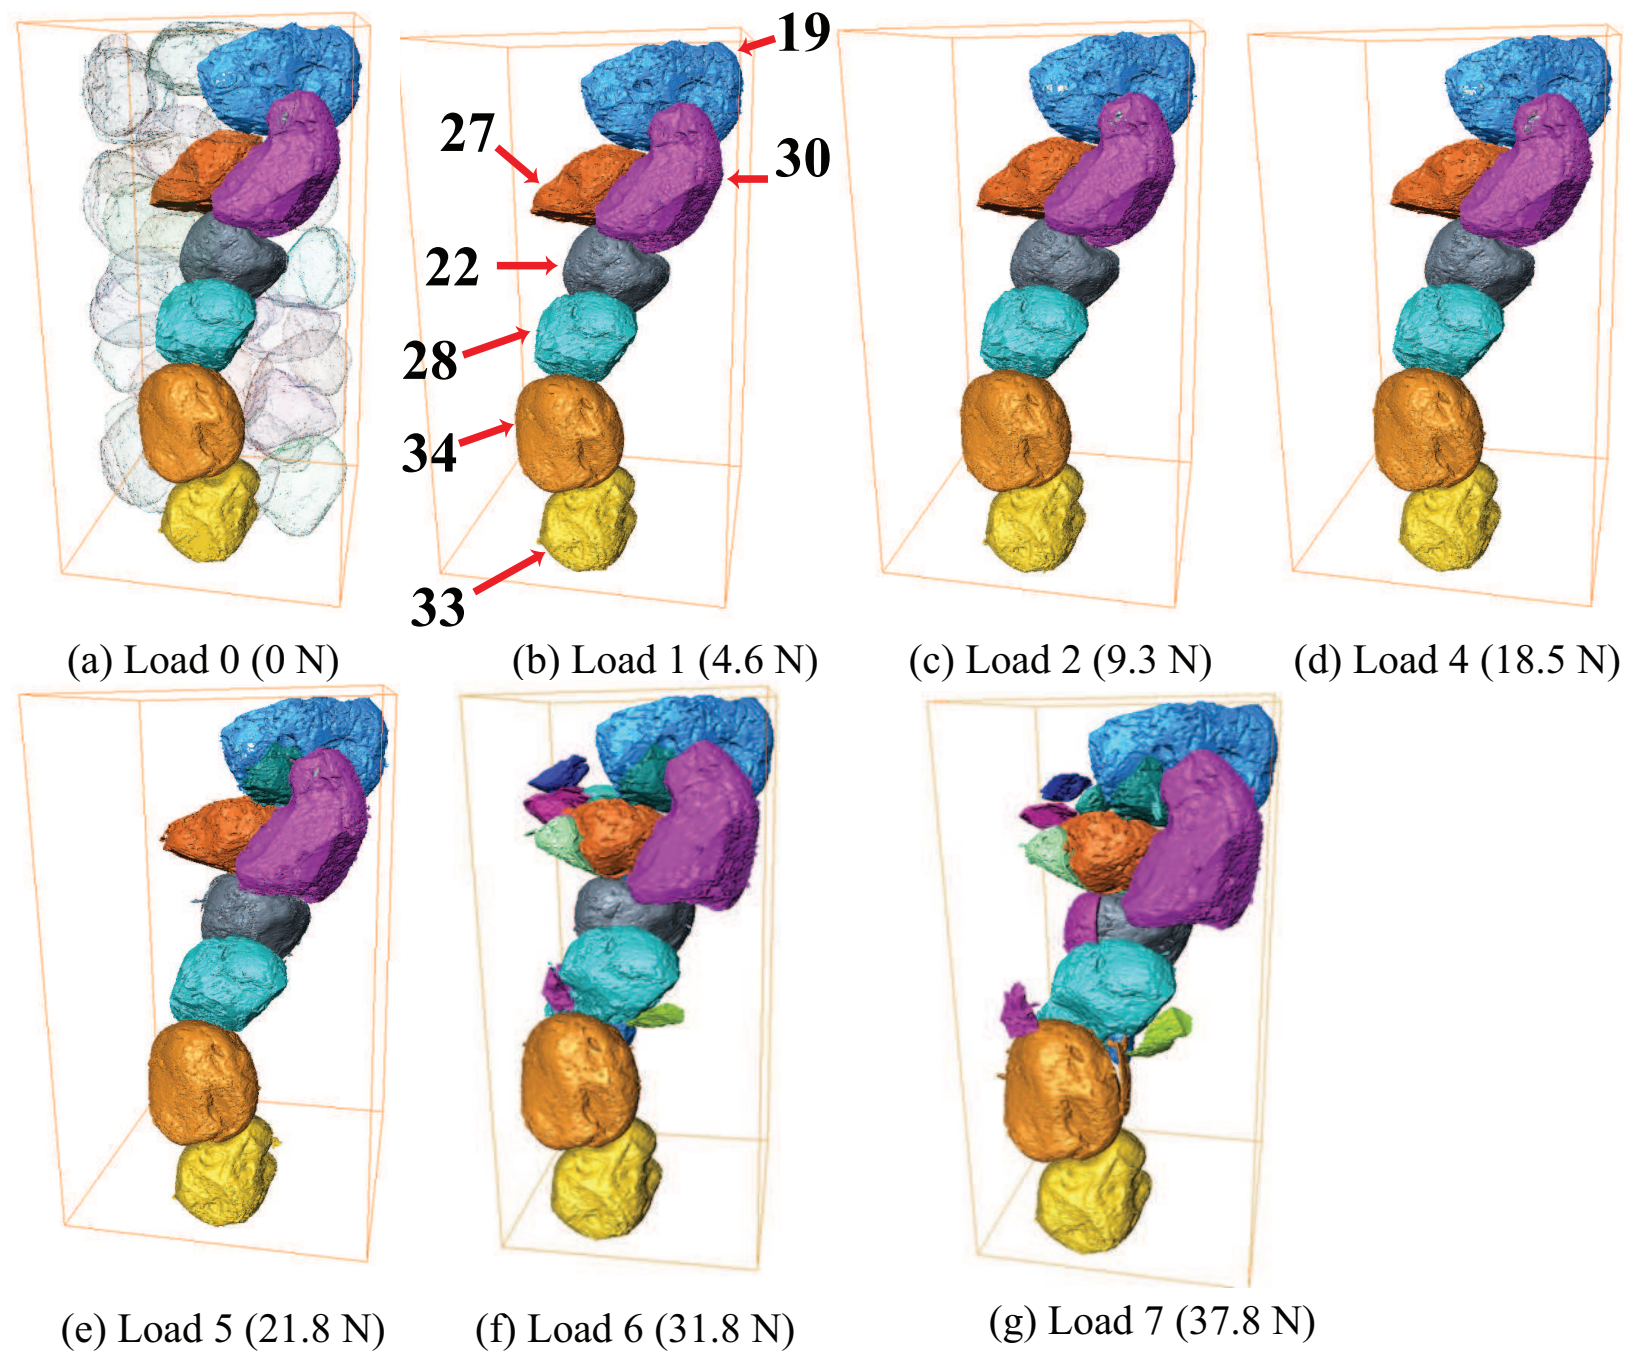 19
27
30
22
28
34
33
(a) Load 0 (0 N)
(b) Load 1 (4.6 N)
(c) Load 2 (9.3 N)
(d) Load 4 (18.5 N)
(e) Load 5 (21.8 N)
(f) Load 6 (31.8 N)
(g) Load 7 (37.8 N)